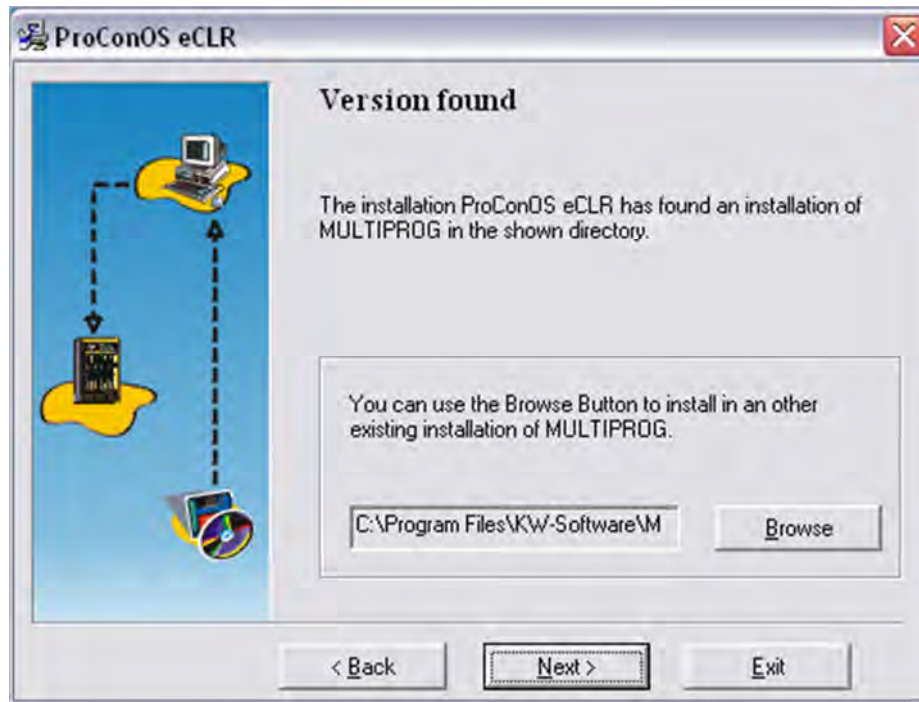 ProConOS eCLR
Version found
The installation ProConOS eCLR has found an installation of
MULTIPROG in the shown directory.
You can use the Browse Button to install in an other
existing installation of MULTIPROG.
C:\Program Files\KW-Software\M
Browse
< Back
Next >
Exit